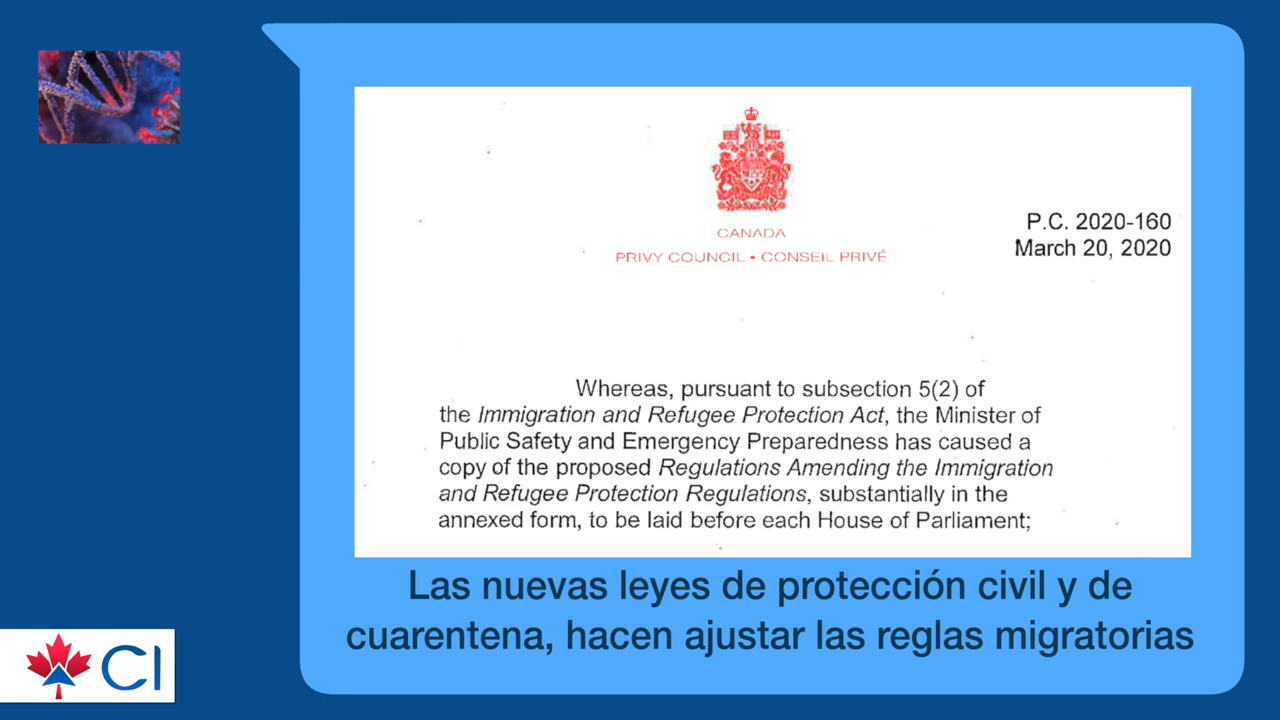 CANADA
PRIVY COUNCIL • CONSEIL PRIVÉ
P.C. 2020-160
March 20, 2020
Whereas, pursuant to subsection 5(2) of
the Immigration and Refugee Protection Act, the Minister of
Public Safety and Emergency Preparedness has caused a
copy of the proposed Regulations Amending the Immigration
and Refugee Protection Regulations, substantially in the
annexed form, to be laid before each House of Parliament;
Las nuevas leyes de protección civil y de
cuarentena, hacen ajustar las reglas migratorias
CI